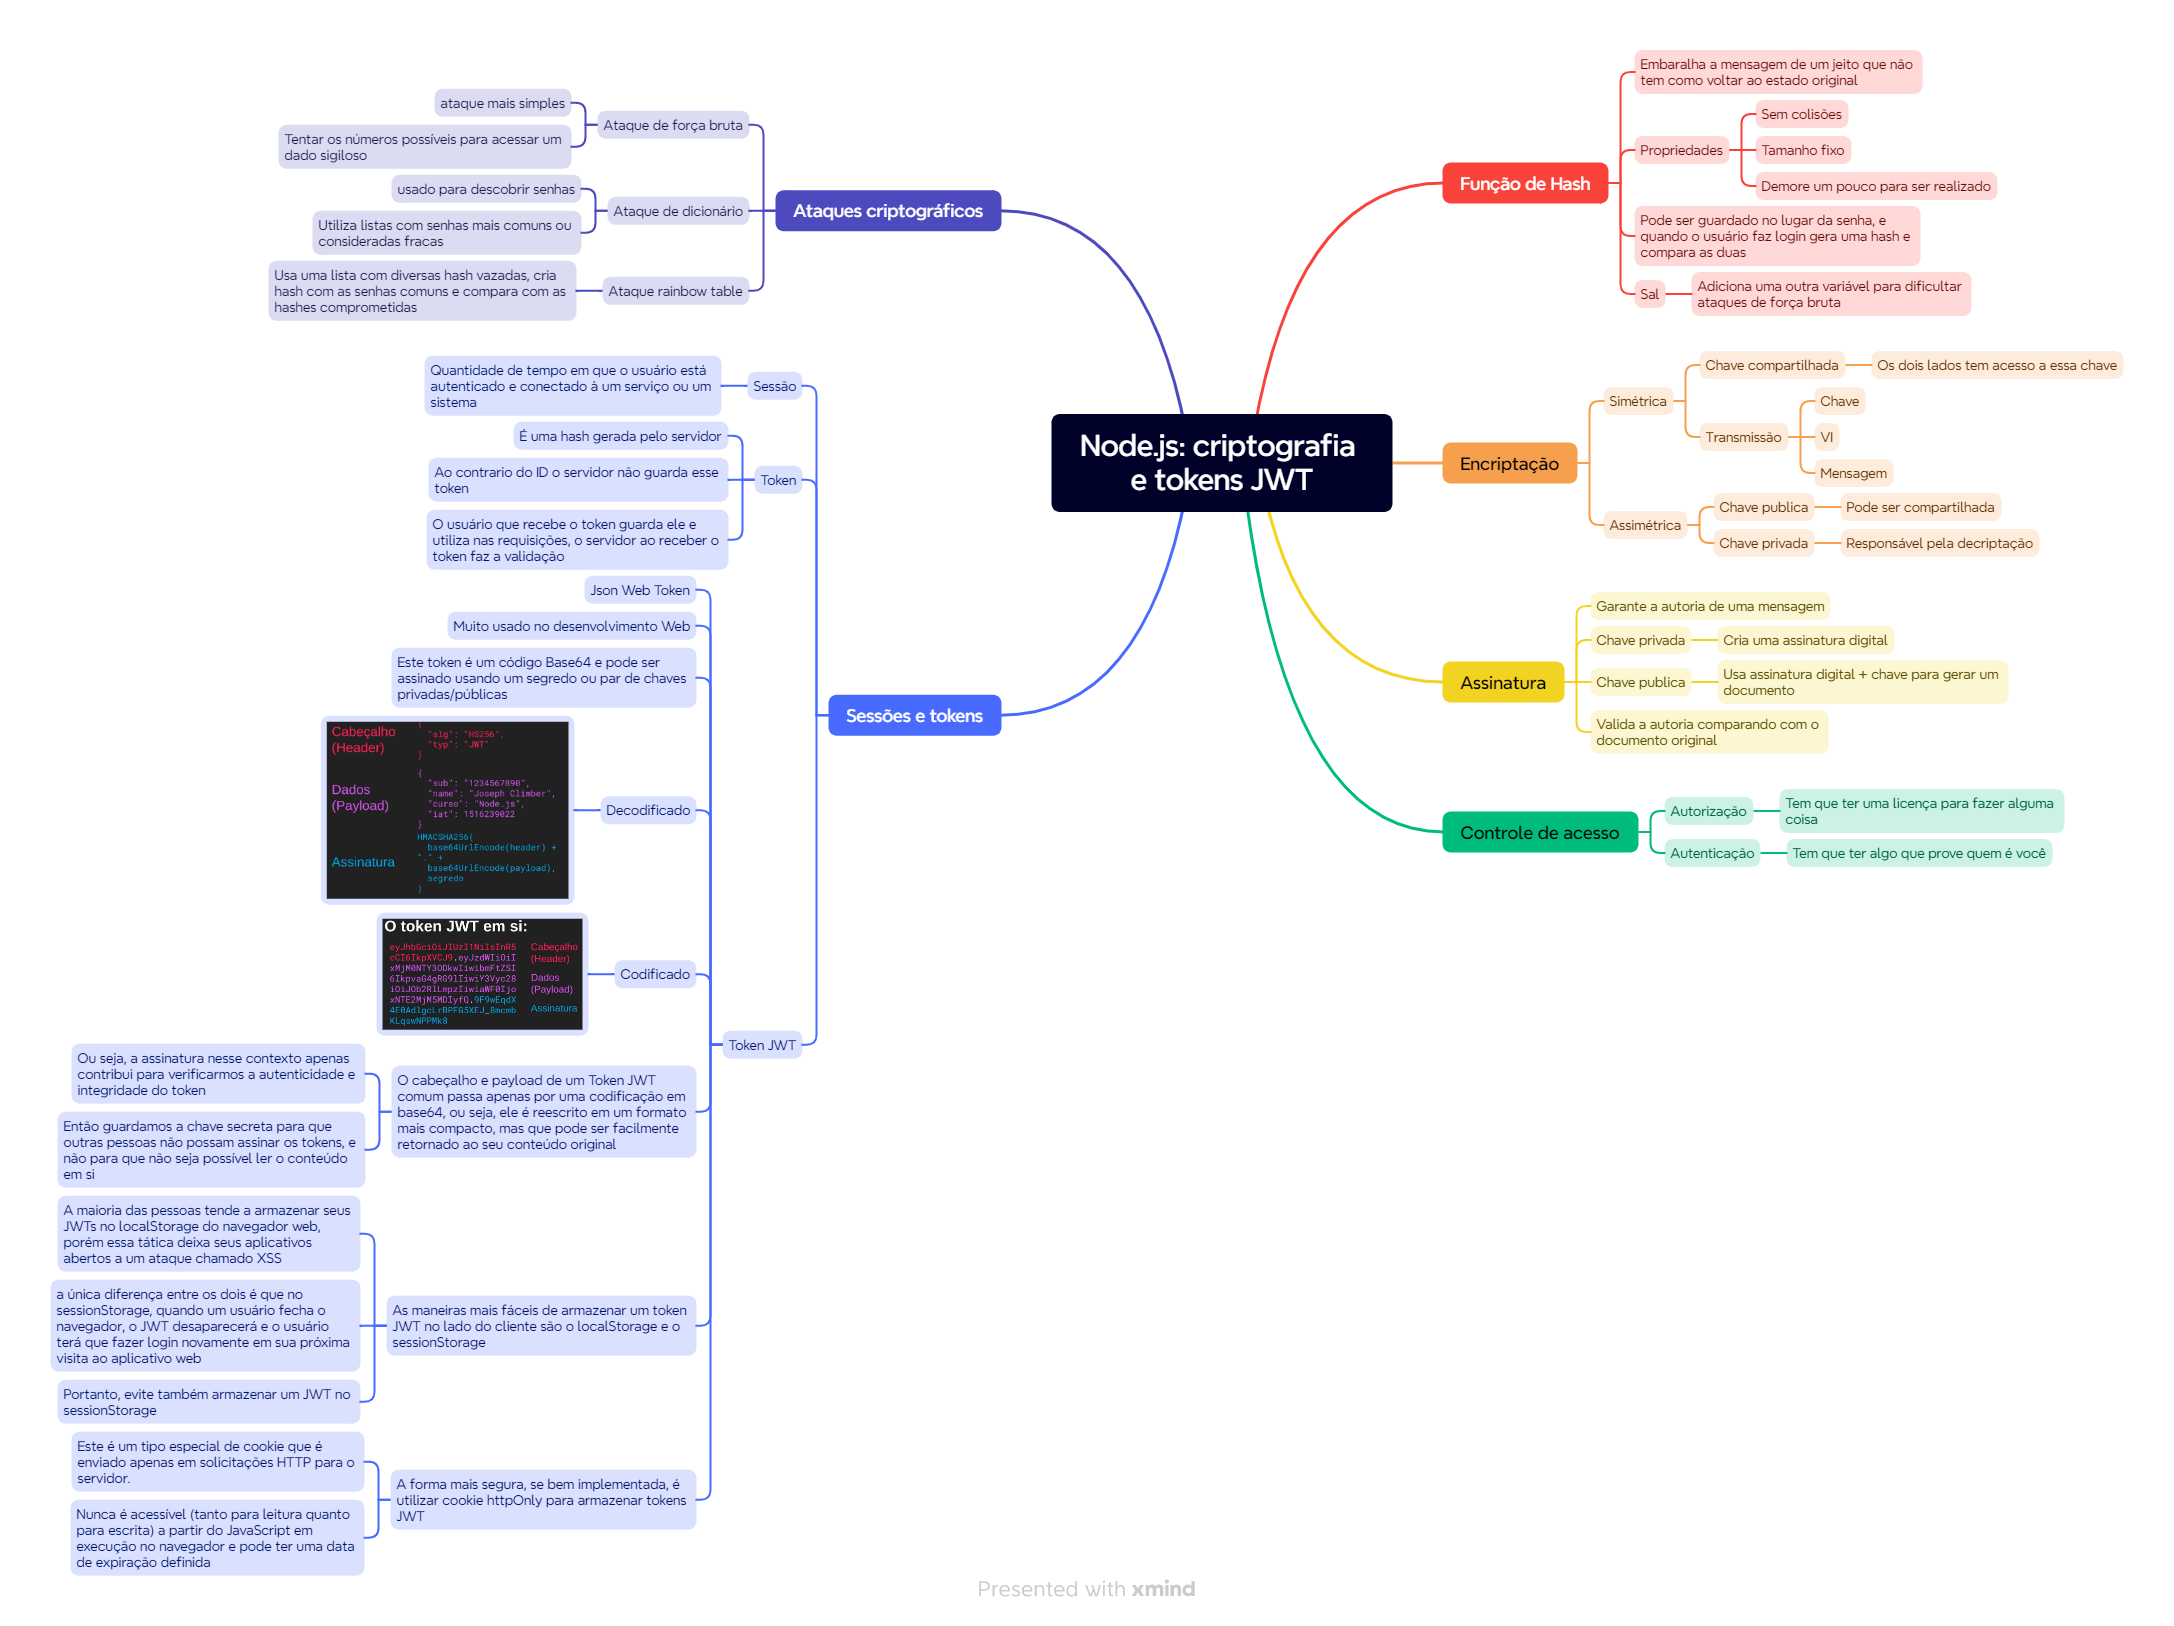 Node.js: criptografia
e tokens JWT
Função de Hash
Embaralha a mensagem de um jeito que não
tem como voltar ao estado original
Propriedades
Sem colisões
Tamanho fixo
Demore um pouco para ser realizado
Pode ser guardado no lugar da senha, e
quando o usuário faz login gera uma hash e
compara as duas
Sal
Adiciona uma outra variável para dificultar
ataques de força bruta
Encriptação
Simétrica
Chave compartilhada
Os dois lados tem acesso a essa chave
Transmissão
Chave
VI
Mensagem
Assimétrica
Chave publica
Pode ser compartilhada
Chave privada
Responsável pela decriptação
Assinatura
Garante a autoria de uma mensagem
Chave privada
Cria uma assinatura digital
Chave publica
Usa assinatura digital + chave para gerar um
documento
Valida a autoria comparando com o
documento original
Controle de acesso
Autorização
Tem que ter uma licença para fazer alguma
coisa
Autenticação
Tem que ter algo que prove quem é você
Ataques criptográficos
Ataque de força bruta
ataque mais simples
Tentar os números possíveis para acessar um
dado sigiloso
Ataque de dicionário
usado para descobrir senhas
Utiliza listas com senhas mais comuns ou
consideradas fracas
Ataque rainbow table
Usa uma lista com diversas hash vazadas, cria
hash com as senhas comuns e compara com as
hashes comprometidas
Sessões e tokens
Sessão
Quantidade de tempo em que o usuário está
autenticado e conectado à um serviço ou um
sistema
Token
É uma hash gerada pelo servidor
Ao contrario do ID o servidor não guarda esse
token
O usuário que recebe o token guarda ele e
utiliza nas requisições, o servidor ao receber o
token faz a validação
Token JWT
Json Web Token
Muito usado no desenvolvimento Web
Este token é um código Base64 e pode ser
assinado usando um segredo ou par de chaves
privadas/públicas
Decodificado
Cabeçalho
(Header)
{
"alg": "HS256",
"typ": "JWT"
}
Dados
(Payload)
{
"sub": "1234567890",
"name": "Joseph Climber",
"curso": "Node.js",
"iat": 1516239022
}
Assinatura
HMACSHA256(
base64UrlEncode(header) +
"." +
base64UrlEncode(payload),
segredo
)
Codificado
O token JWT em si:
eyJhbGciOiJIUzI1NiIsInR5
cCI6IkpXVCJ9.eyJzdWIiOiI
xMjM0NTY3ODkwIiwibmFtZSI
6IkpvaG4gRG9lIiwiY3Vyc28
iOiJOb2RlLmpzIiwiaWF0Ijo
xNTE2MjM5MDIyfQ.9F9wEqdX
4E0AdlgcLrBPFG5XEJ_8mcmb
KLqswNPPMk8
Cabeçalho
(Header)
Dados
(Payload)
Assinatura
O cabeçalho e payload de um Token JWT
comum passa apenas por uma codificação em
base64, ou seja, ele é reescrito em um formato
mais compacto, mas que pode ser facilmente
retornado ao seu conteúdo original
Ou seja, a assinatura nesse contexto apenas
contribui para verificarmos a autenticidade e
integridade do token
Então guardamos a chave secreta para que
outras pessoas não possam assinar os tokens, e
não para que não seja possível ler o conteúdo
em si
As maneiras mais fáceis de armazenar um token
JWT no lado do cliente são o localStorage e o
sessionStorage
A maioria das pessoas tende a armazenar seus
JWTs no localStorage do navegador web,
porém essa tática deixa seus aplicativos
abertos a um ataque chamado XSS
a única diferença entre os dois é que no
sessionStorage, quando um usuário fecha o
navegador, o JWT desaparecerá e o usuário
terá que fazer login novamente em sua próxima
visita ao aplicativo web
Portanto, evite também armazenar um JWT no
sessionStorage
A forma mais segura, se bem implementada, é
utilizar cookie httpOnly para armazenar tokens
JWT
Este é um tipo especial de cookie que é
enviado apenas em solicitações HTTP para o
servidor.
Nunca é acessível (tanto para leitura quanto
para escrita) a partir do JavaScript em
execução no navegador e pode ter uma data
de expiração definida
Presented with xmind